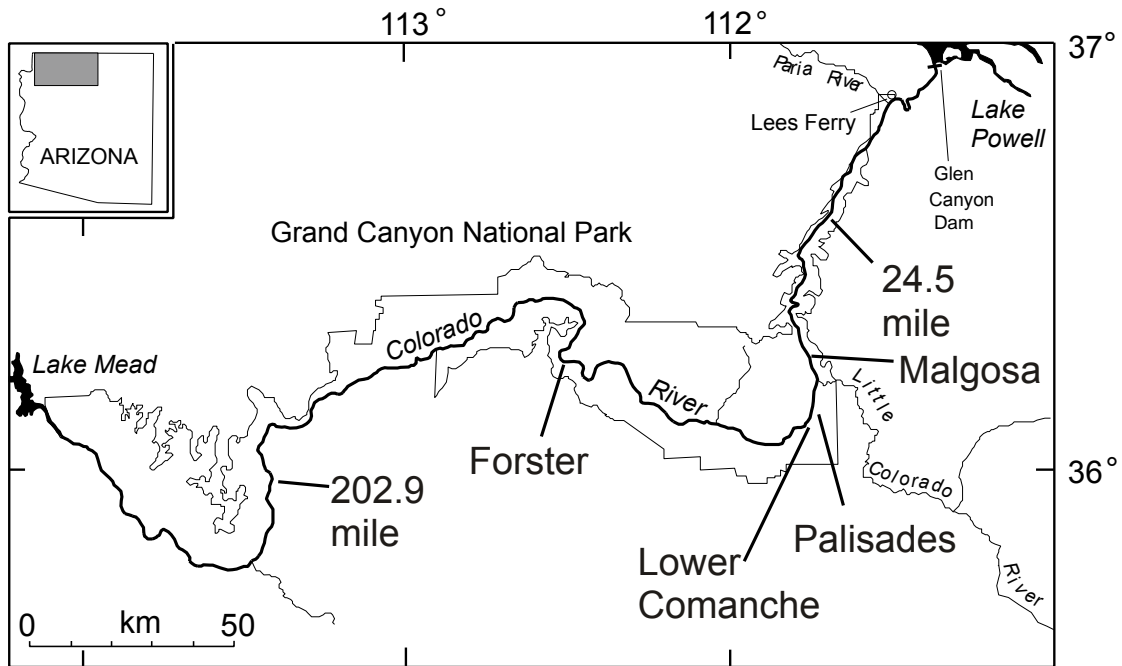 113°
112°
37°
Paria River
Lees Ferry
Lake
Powell
ARIZONA
Glen
Canyon
Dam
Grand Canyon National Park
24.5
mile
Colorado
Lake Mead
Malgosa
Little
River
Forster
36°
Colorado
202.9
mile
Palisades
Lower
Comanche
River
0 km 50